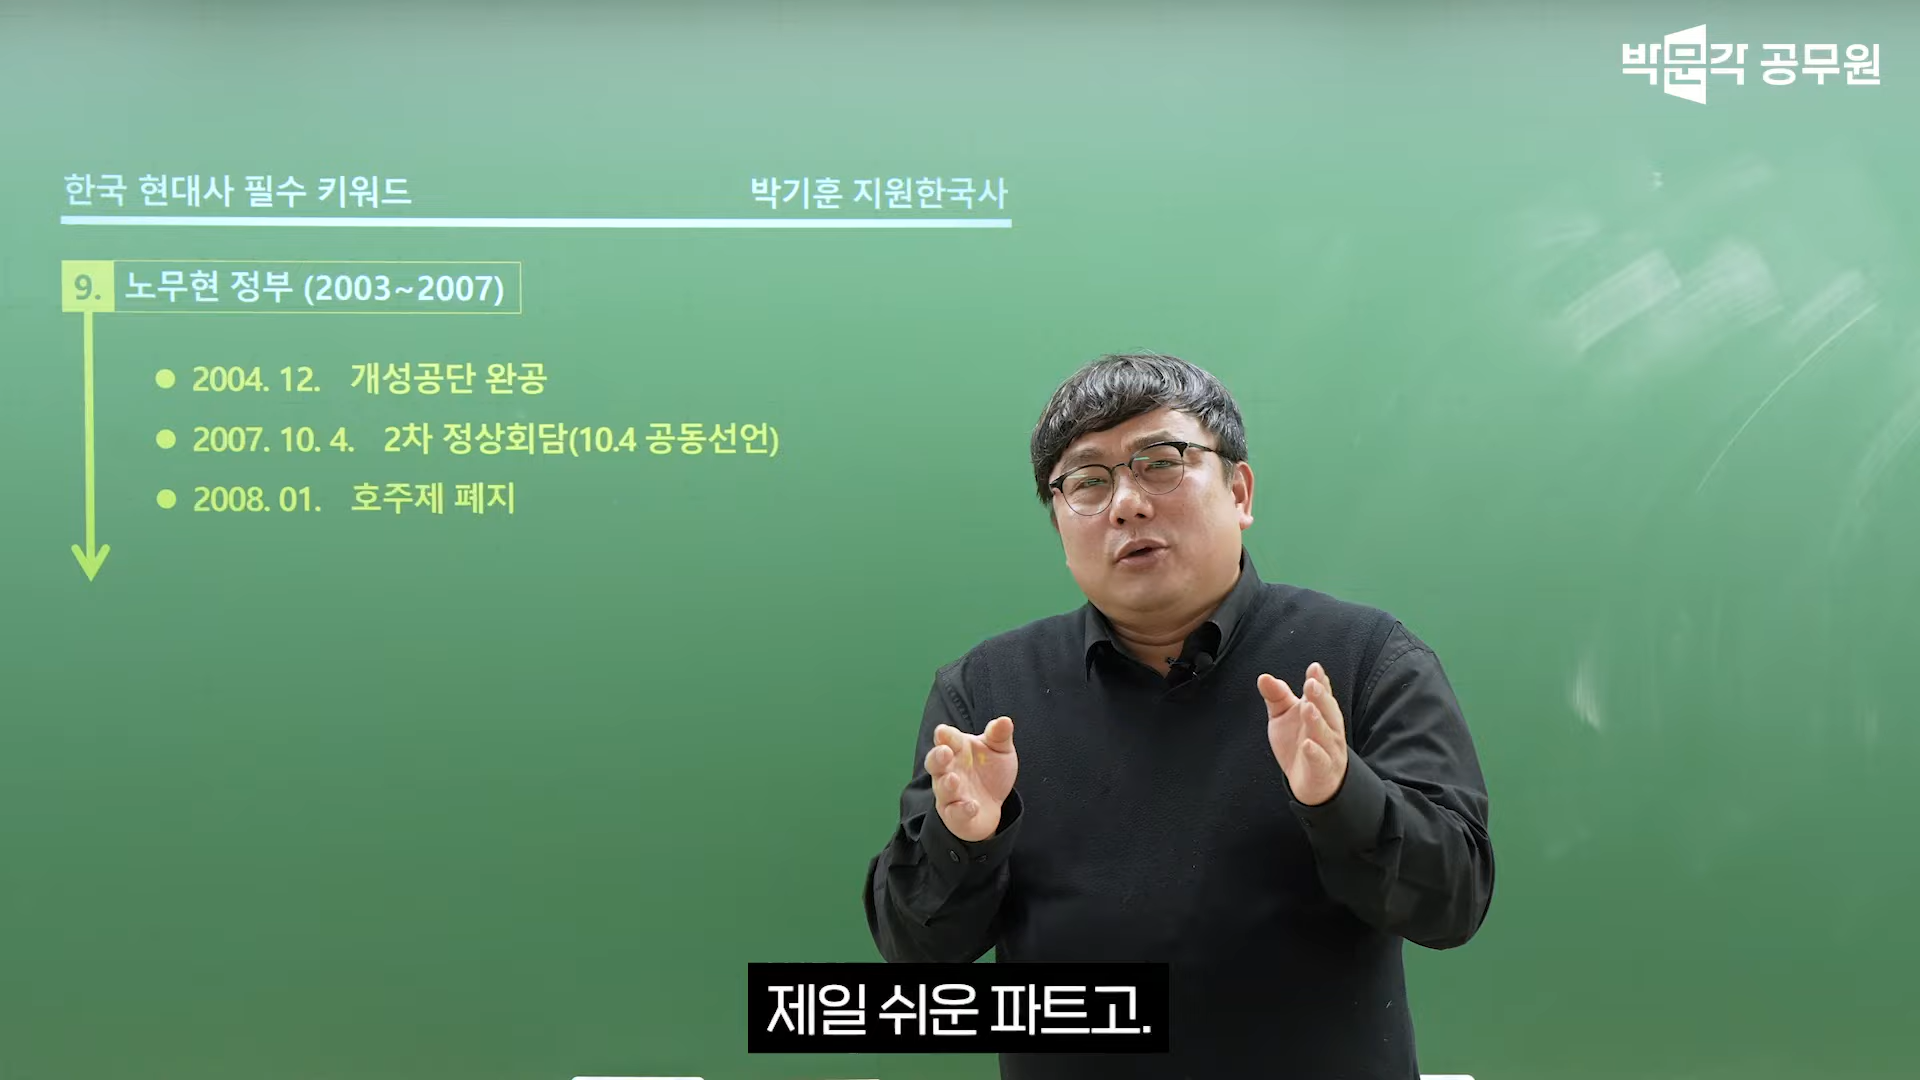 박문각 공무원
한국 현대사 필수 키워드 박기훈 지원한국사
9. 노무현 정부 (2003~2007)
● 2004. 12. 개성공단 완공
● 2007. 10. 4. 2차 정상회담(10.4 공동선언)
● 2008. 01. 호주제 폐지
제일 쉬운 파트고.